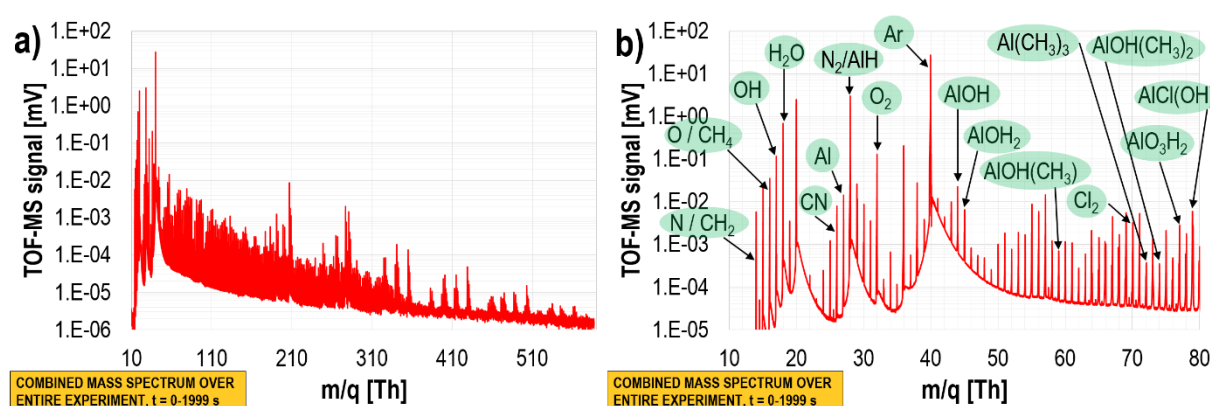 a)
1.E+02
1.E+01
1.E+00
1.E-01
1.E-02
1.E-03
1.E-04
1.E-05
1.E-06
TOF-MS signal [mV]
10 110 210 310 410 510
m/q [Th]
COMBINED MASS SPECTRUM OVER
ENTIRE EXPERIMENT, t = 0-1999 s
b)
1.E+02
1.E+01
1.E+00
1.E-01
1.E-02
1.E-03
1.E-04
1.E-05
TOF-MS signal [mV]
N / CH₂
O / CH₄
OH
H₂O
CN
Al
N₂/AlH
O₂
Ar
AlOH
AlOH₂
AlOH(CH₃)
Cl₂
Al(CH₃)₃
AlOH(CH₃)₂
AlO₃H₂
AlCl(OH
10 20 30 40 50 60 70 80
m/q [Th]
COMBINED MASS SPECTRUM OVER
ENTIRE EXPERIMENT, t = 0-1999 s